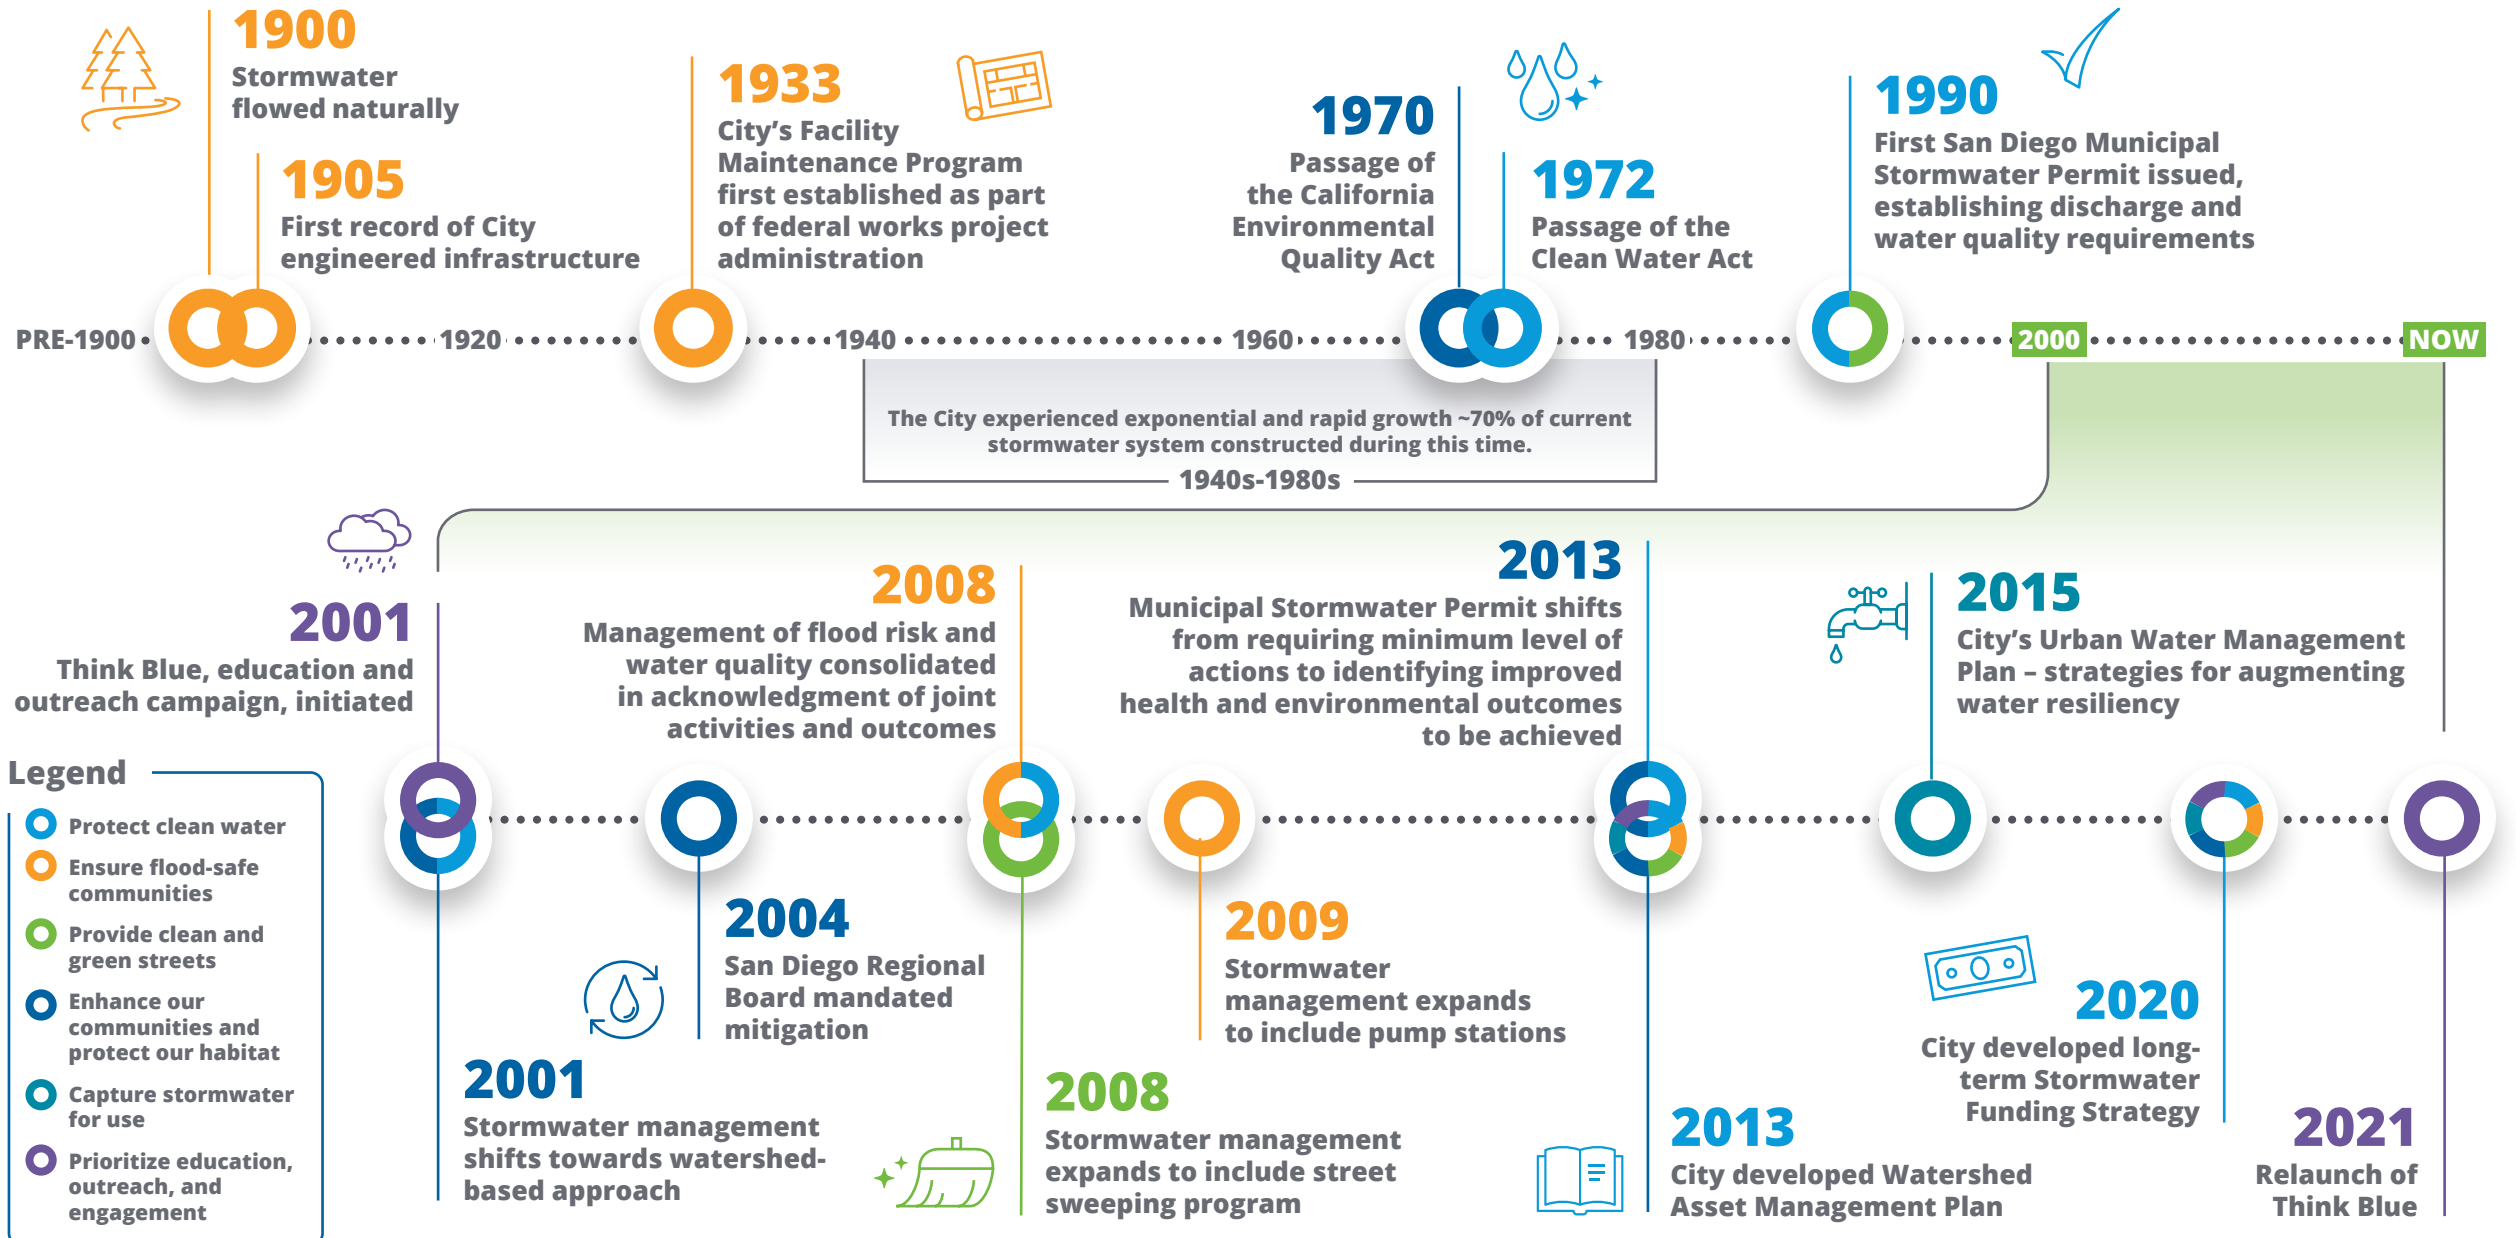 1900
Stormwater
flowed naturally
1905
First record of City
engineered infrastructure
1933
City’s Facility
Maintenance Program
first established as part
of federal works project
administration
1970
Passage of
the California
Environmental
Quality Act
1972
Passage of the
Clean Water Act
1990
First San Diego Municipal
Stormwater Permit issued,
establishing discharge and
water quality requirements
PRE-1900
1920
1940
1960
1980
2000
NOW
The City experienced exponential and rapid growth ~70% of current
stormwater system constructed during this time.
1940s-1980s
2001
Think Blue, education and
outreach campaign, initiated
2008
Management of flood risk and
water quality consolidated
in acknowledgment of joint
activities and outcomes
2013
Municipal Stormwater Permit shifts
from requiring minimum level of
actions to identifying improved
health and environmental outcomes
to be achieved
2015
City’s Urban Water Management
Plan – strategies for augmenting
water resiliency
Legend
Protect clean water
Ensure flood-safe
communities
Provide clean and
green streets
Enhance our
communities and
protect our habitat
Capture stormwater
for use
Prioritize education,
outreach, and
engagement
2001
Stormwater management
shifts towards watershed-
based approach
2004
San Diego Regional
Board mandated
mitigation
2008
Stormwater management
expands to include street
sweeping program
2009
Stormwater
management expands
to include pump stations
2013
City developed Watershed
Asset Management Plan
2020
City developed long-
term Stormwater
Funding Strategy
2021
Relaunch of
Think Blue